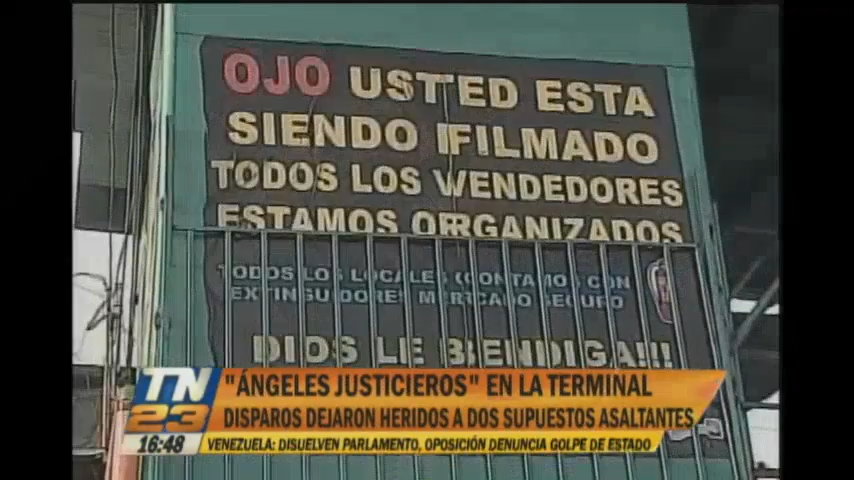 OJO USTED ESTA
SIENDO FILMADO
TODOS LOS VENDEDORES
ESTAMOS ORGANIZADOS
TODOS LOS LOCALES CONTAMOS CON
EXTINGUIDORES MERCADO SEGURO
DIOS LE BENDIGA!!!
TN
23
16:48
"ÁNGELES JUSTICIEROS" EN LA TERMINAL
DISPAROS DEJARON HERIDOS A DOS SUPUESTOS ASALTANTES
VENEZUELA: DISUELVEN PARLAMENTO, OPOSICIÓN DENUNCIA GOLPE DE ESTADO